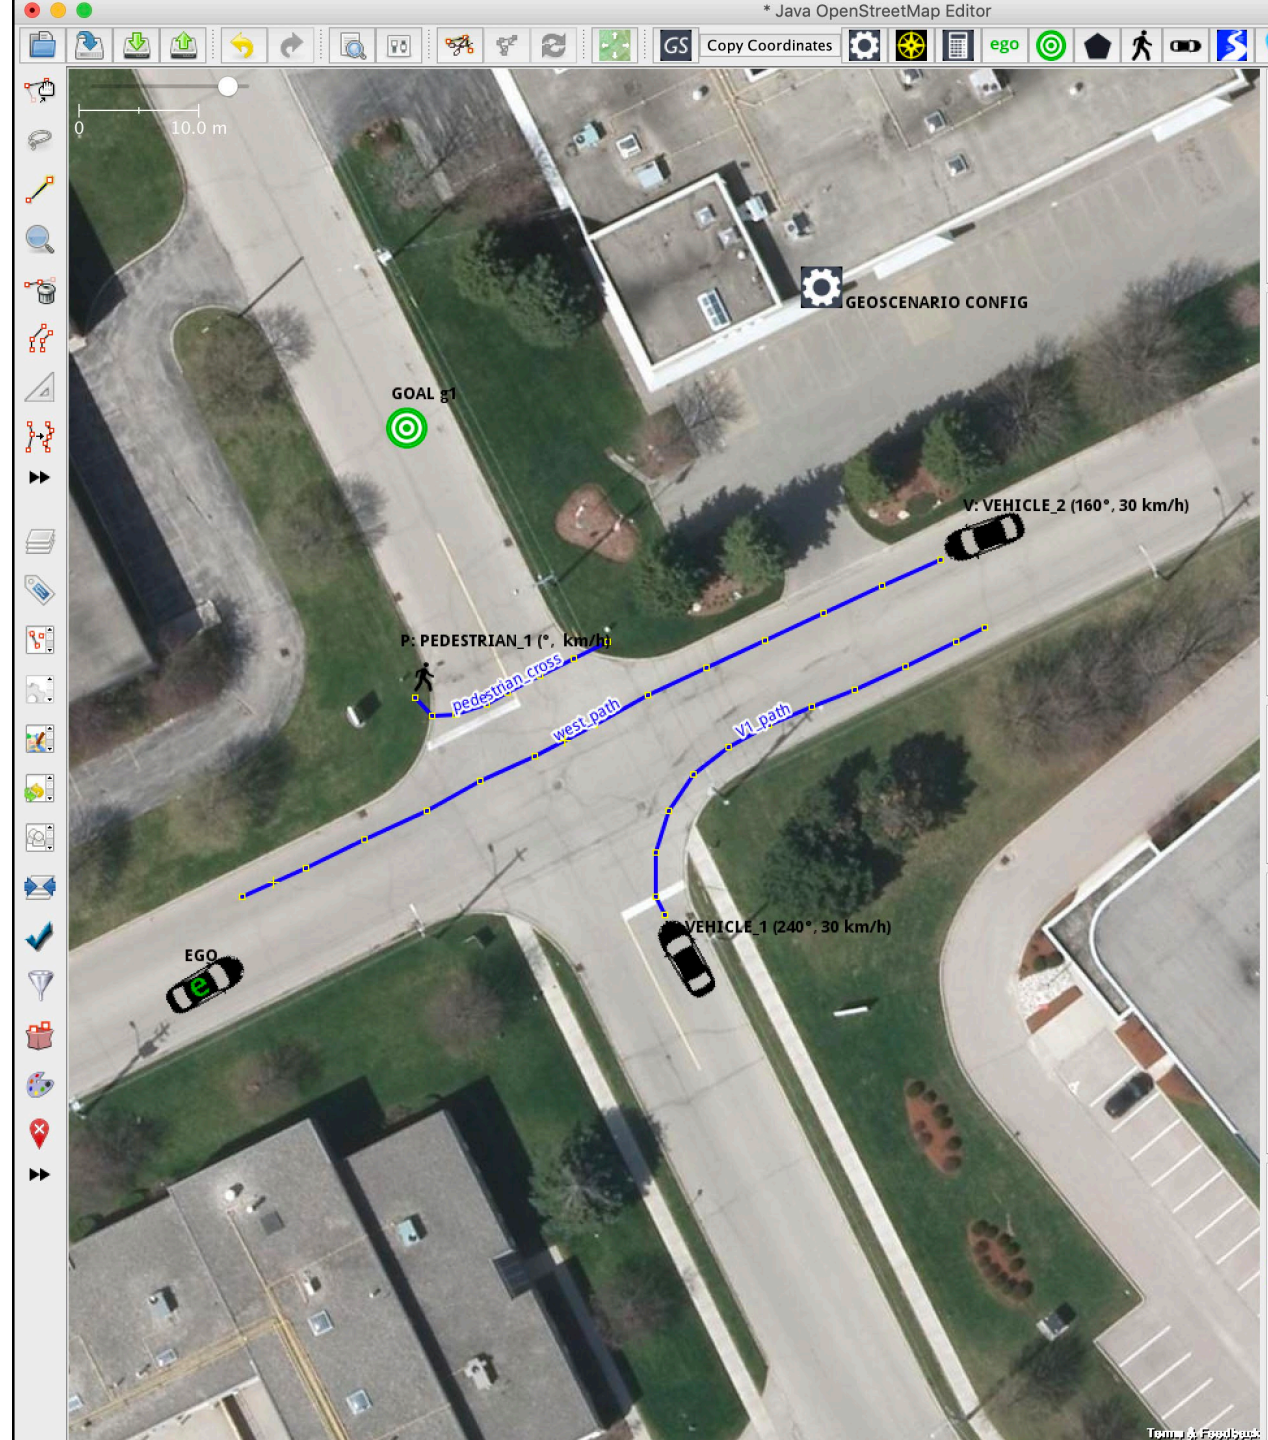 * Java OpenStreetMap Editor
GS
Copy Coordinates
ego
0
10.0 m
GEOSCENARIO CONFIG
GOAL g1
V: VEHICLE_2 (160°, 30 km/h)
P: PEDESTRIAN_1 (°, km/h)
pedestrian_cross
west_path
V1_path
VEHICLE_1 (240°, 30 km/h)
EGO
e
Terms & Feedback